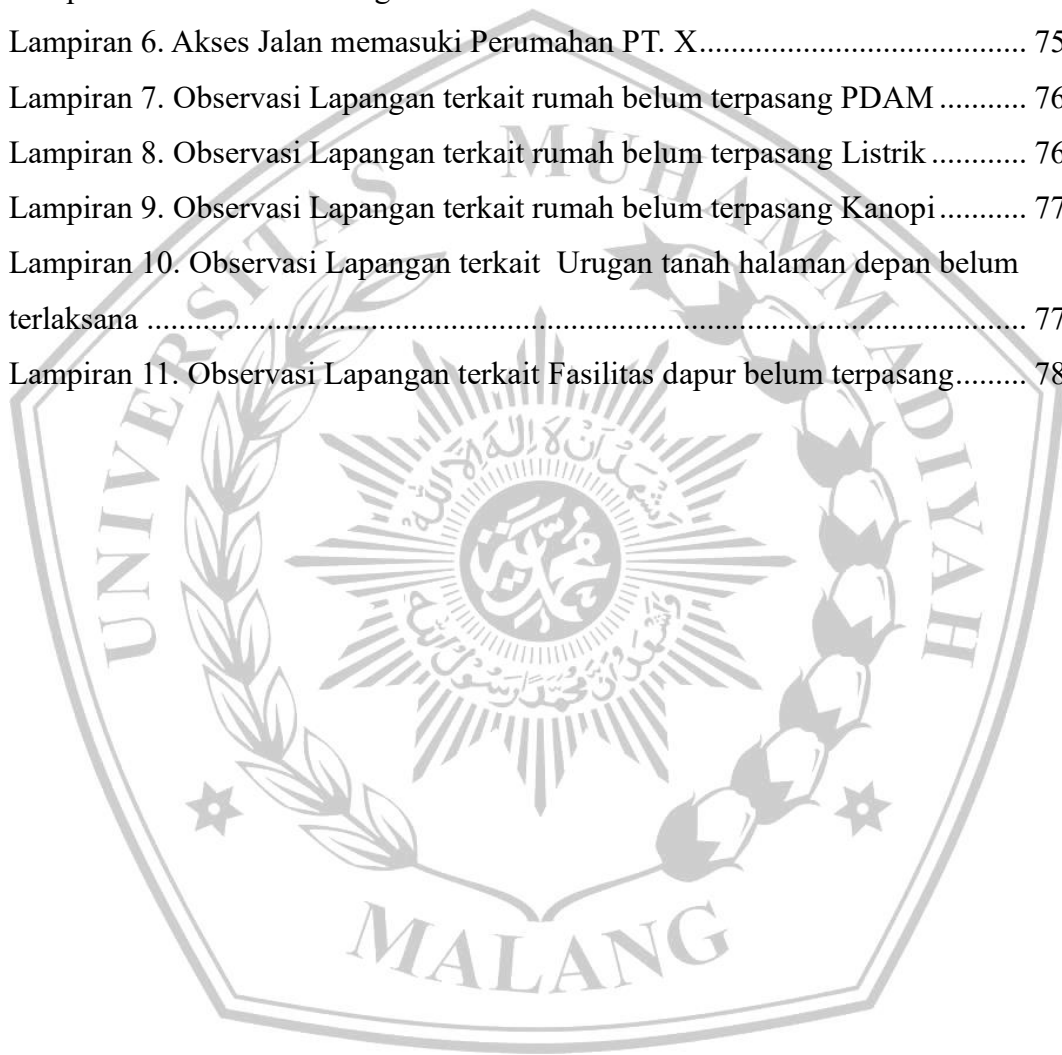 Lampiran 6. Akses Jalan memasuki Perumahan PT. X......................................... 75
Lampiran 7. Observasi Lapangan terkait rumah belum terpasang PDAM ........... 76
Lampiran 8. Observasi Lapangan terkait rumah belum terpasang Listrik ............ 76
Lampiran 9. Observasi Lapangan terkait rumah belum terpasang Kanopi ........... 77
Lampiran 10. Observasi Lapangan terkait  Urugan tanah halaman depan belum
terlaksana .............................................................................................................. 77
Lampiran 11. Observasi Lapangan terkait Fasilitas dapur belum terpasang......... 78
UNIVERSITAS MUHAMMADIYAH
MALANG